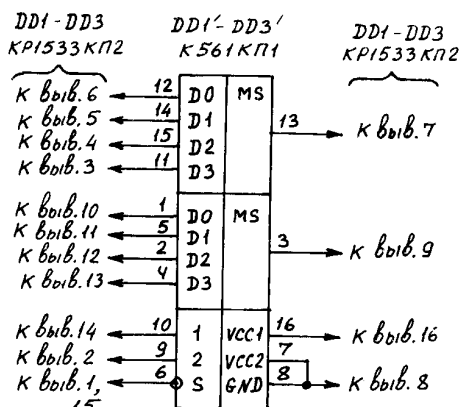 DD1-DD3 DD1'-DD3' DD1-DD3
КР1533КП2 К561КП1 КР1533КП2
К выв.6 12 D0 MS
К выв.5 14 D1 13 К выв.7
К выв.4 15 D2
К выв.3 11 D3
К выв.10 1 D0 MS
К выв.11 5 D1
К выв.12 2 D2 3 К выв.9
К выв.13 4 D3
К выв.14 10 1 VCC1 16 К выв.16
К выв.2 9 2 VCC2 7
К выв.1, 6 S GND 8 К выв.8
15